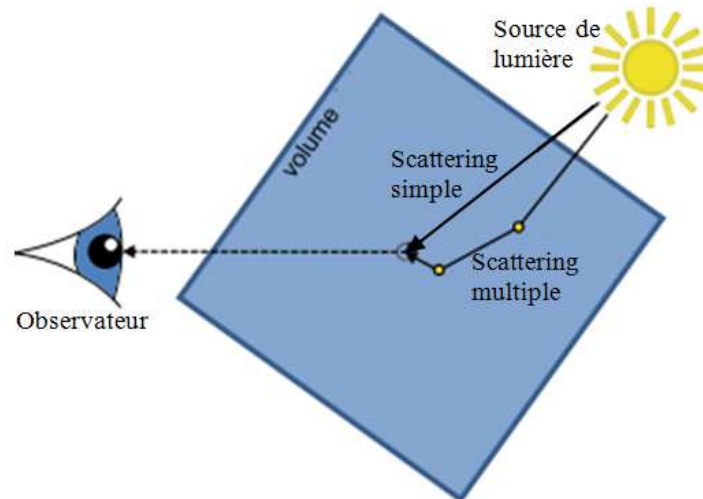 Source de
lumière
volume
Scattering
simple
Scattering
multiple
Observateur